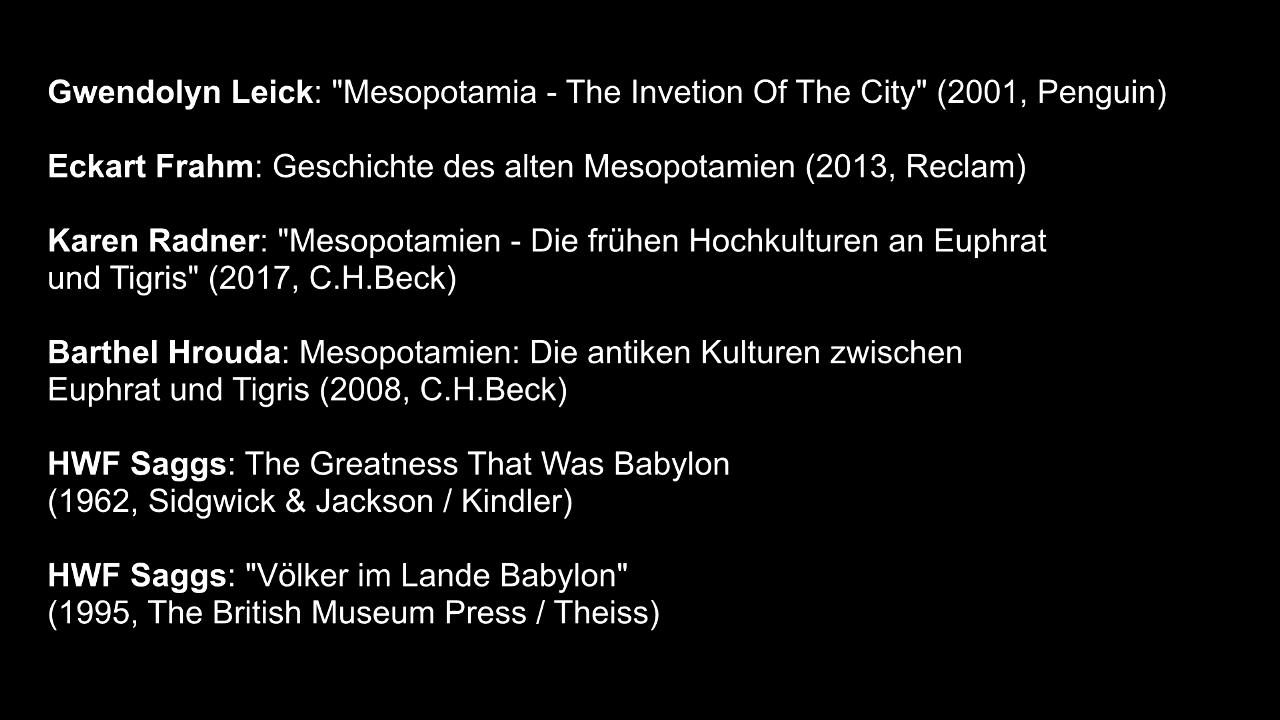 Gwendolyn Leick: "Mesopotamia - The Invetion Of The City" (2001, Penguin)
Eckart Frahm: Geschichte des alten Mesopotamien (2013, Reclam)
Karen Radner: "Mesopotamien - Die frühen Hochkulturen an Euphrat
und Tigris" (2017, C.H.Beck)
Barthel Hrouda: Mesopotamien: Die antiken Kulturen zwischen
Euphrat und Tigris (2008, C.H.Beck)
HWF Saggs: The Greatness That Was Babylon
(1962, Sidgwick & Jackson / Kindler)
HWF Saggs: "Völker im Lande Babylon"
(1995, The British Museum Press / Theiss)